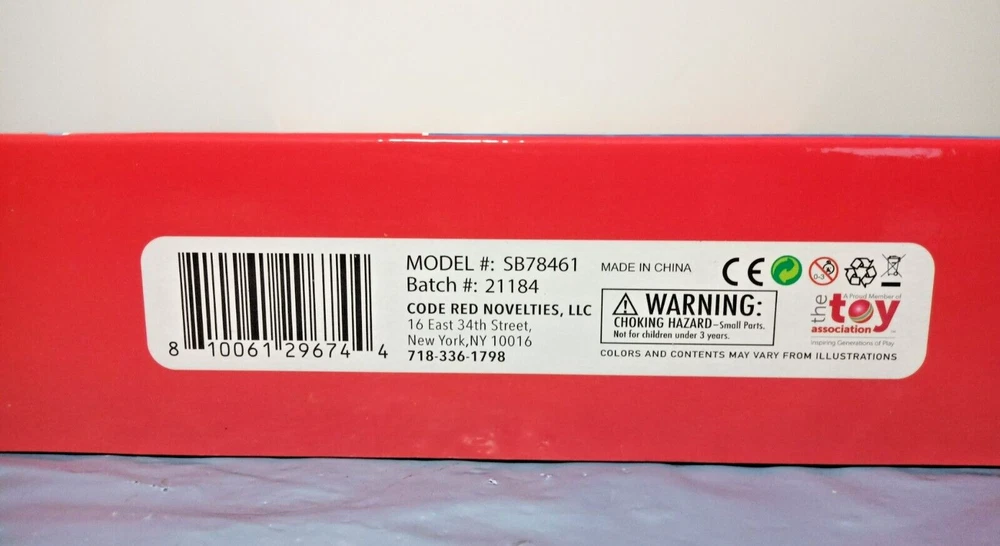 8 10061 29674 4
MODEL #: SB78461
Batch #: 21184
CODE RED NOVELTIES, LLC
16 East 34th Street,
New York,NY 10016
718-336-1798
MADE IN CHINA
CE
0-3
WARNING:
CHOKING HAZARD–Small Parts.
Not for children under 3 years.
A Proud Member of
the toy
association
Inspiring Generations of Play
COLORS AND CONTENTS MAY VARY FROM ILLUSTRATIONS